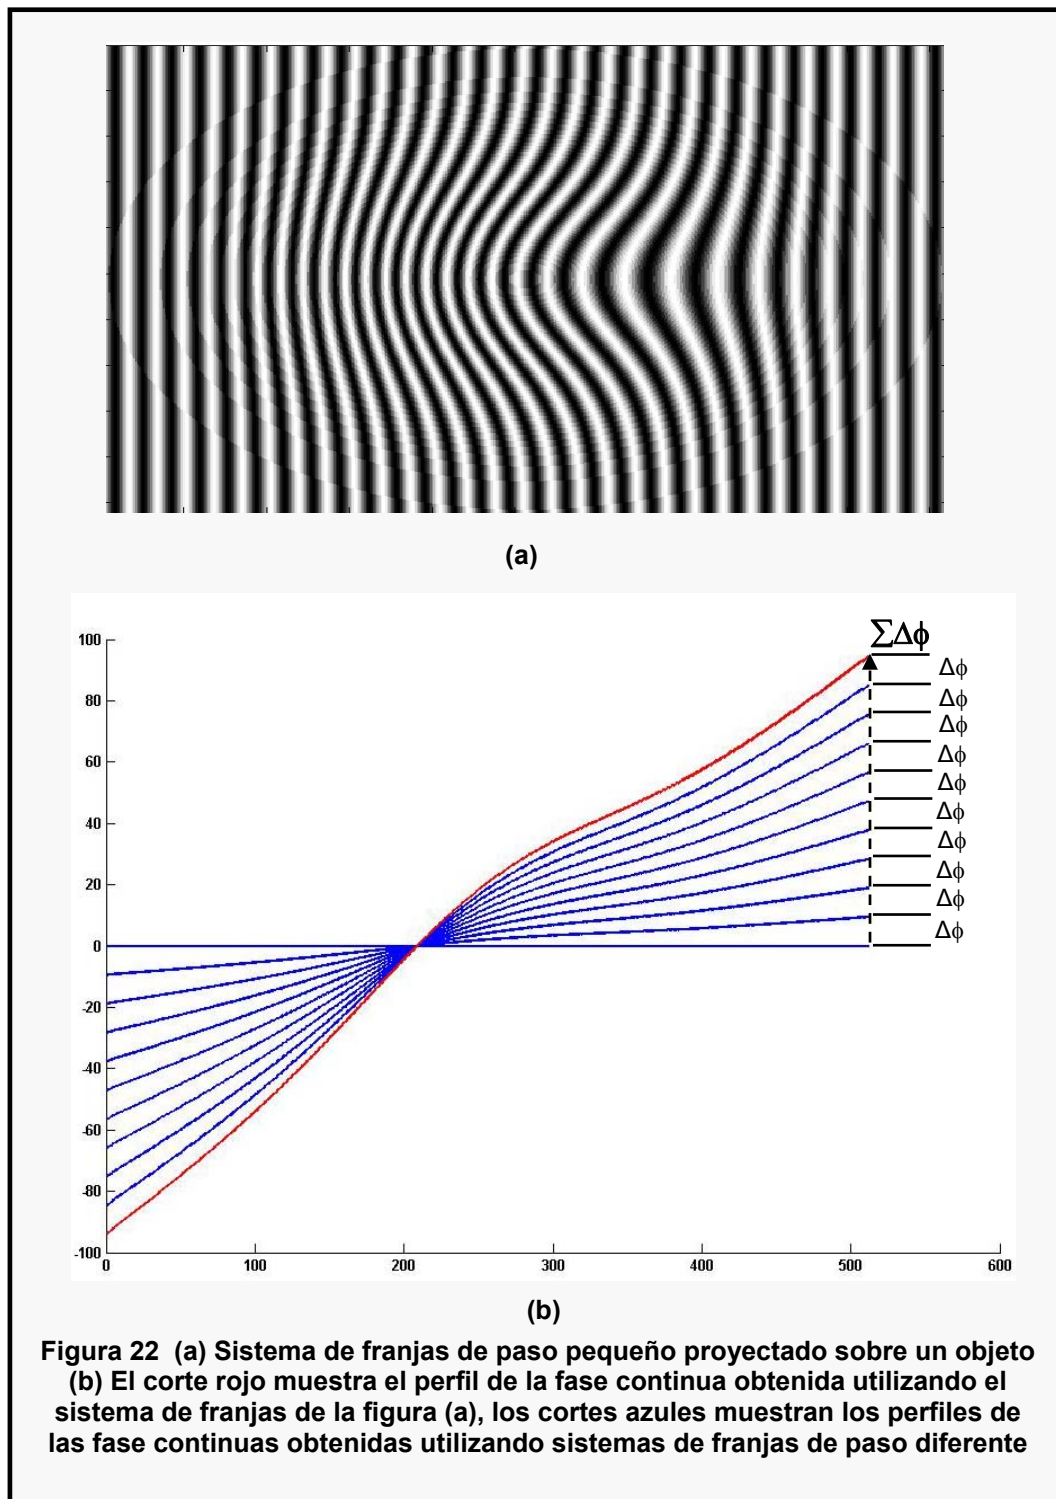 (a)
ΣΔφ
100
Δφ
Δφ
80
Δφ
Δφ
60
Δφ
Δφ
40
Δφ
Δφ
20
Δφ
Δφ
0
-20
-40
-60
-80
-100
0 100 200 300 400 500 600
(b)
Figura 22 (a) Sistema de franjas de paso pequeño proyectado sobre un objeto
(b) El corte rojo muestra el perfil de la fase continua obtenida utilizando el
sistema de franjas de la figura (a), los cortes azules muestran los perfiles de
las fase continuas obtenidas utilizando sistemas de franjas de paso diferente